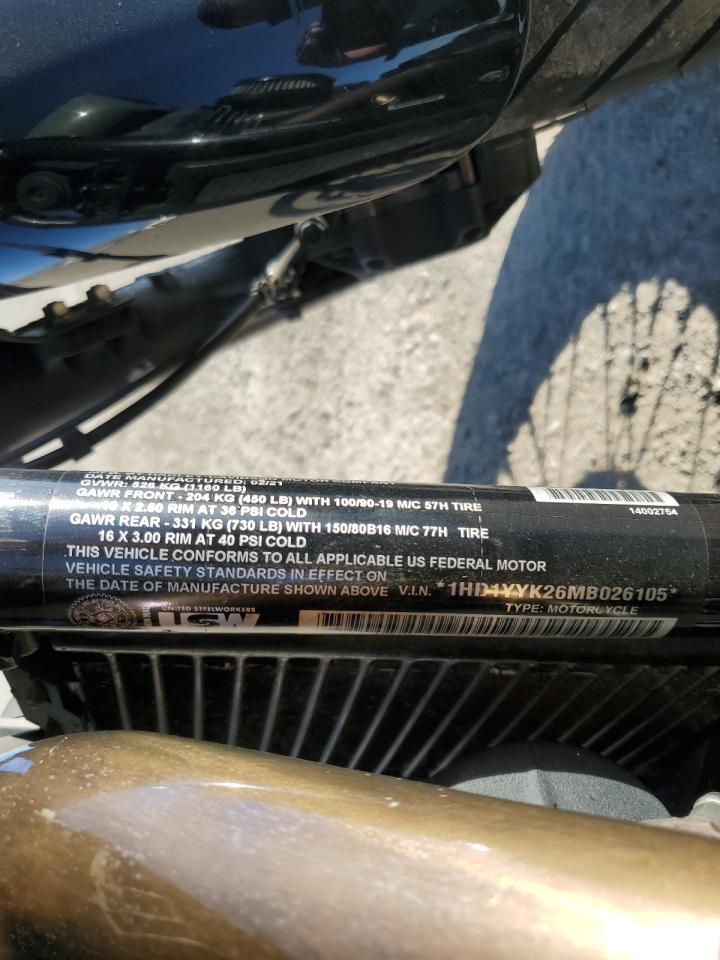 DATE MANUFACTURED: 02/21
GVWR: 526 KG (1160 LB)
GAWR FRONT - 204 KG (450 LB) WITH 100/90-19 M/C 57H TIRE
X 2.50 RIM AT 36 PSI COLD
GAWR REAR - 331 KG (730 LB) WITH 150/80B16 M/C 77H TIRE
16 X 3.00 RIM AT 40 PSI COLD
THIS VEHICLE CONFORMS TO ALL APPLICABLE US FEDERAL MOTOR
VEHICLE SAFETY STANDARDS IN EFFECT ON
THE DATE OF MANUFACTURE SHOWN ABOVE V.I.N. *1HD1YYK26MB026105*
TYPE: MOTORCYCLE
14002754
UNITED STEELWORKERS
USW